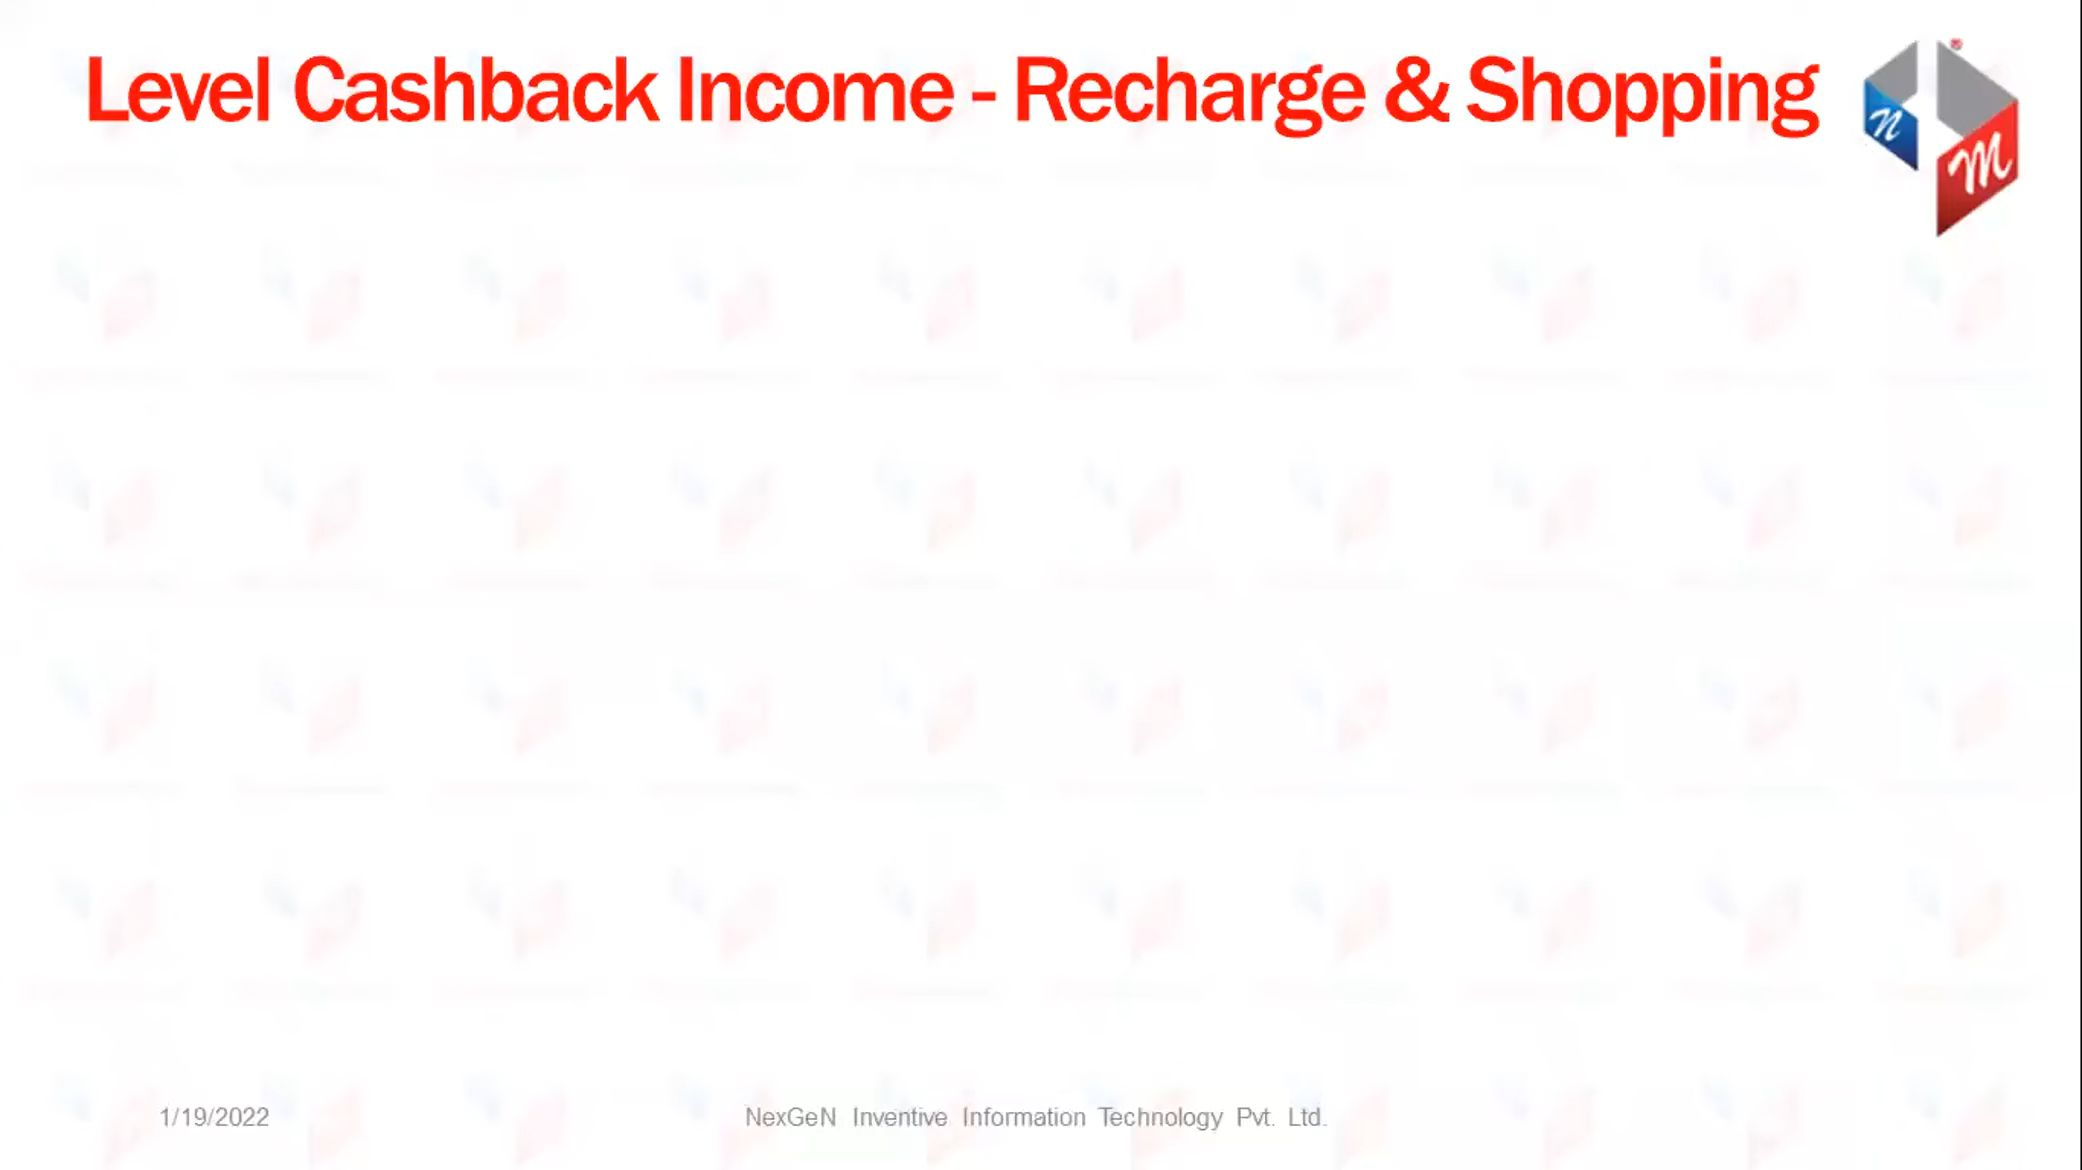 Level Cashback Income - Recharge & Shopping
n
M
1/19/2022
NexGeN Inventive Information Technology Pvt. Ltd.